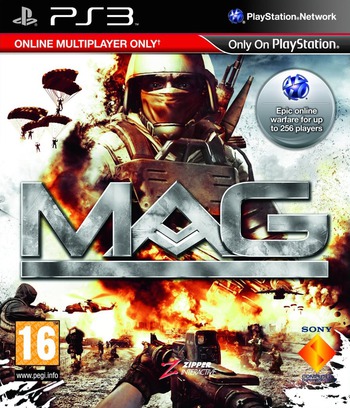 PS3
PlayStation®Network
ONLINE MULTIPLAYER ONLY!
Only On PlayStation®
Epic online
warfare for up
to 256 players
MAG
16
www.pegi.info
ZIPPER
INTERACTIVE
SONY